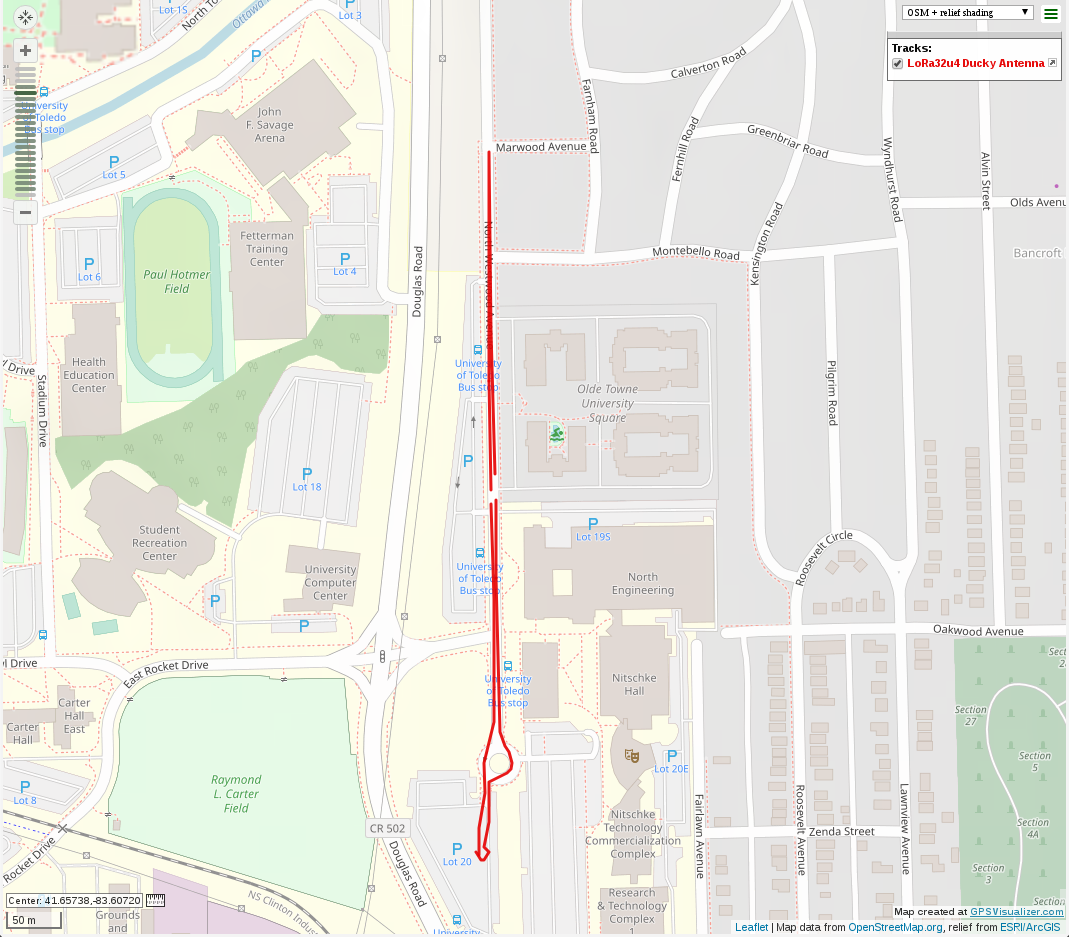 Lot 1S
North To
Ottawa
P
Lot 3
OSM + relief shading
Tracks:
LoRa32u4 Ducky Antenna
+
−
University
of Toledo
Bus stop
P
P
Lot 5
John
F. Savage
Arena
Calverton Road
Farnham Road
Fernhill Road
Greenbriar Road
Marwood Avenue
Wyndhurst Road
Alvin Street
Olds Avenu
Kensington Road
Montebello Road
Bancroft
P
Lot 6
Paul Hotmer
Field
Fetterman
Training
Center
P
Lot 4
Douglas Road
Health
Education
Center
l Drive
Stadium Drive
University
of Toledo
Bus stop
Olde Towne
University
Square
Pilgrim Road
P
P
Lot 18
Student
Recreation
Center
P
Lot 19S
University
Computer
Center
University
of Toledo
Bus stop
North
Engineering
Roosevelt Circle
P
P
Oakwood Avenue
l Drive
East Rocket Drive
University
of Toledo
Bus stop
Nitschke
Hall
Sect
2
Section
27
Carter
Hall
East
Carter
Hall
P
Lot 8
Raymond
L. Carter
Field
P
Lot 20E
Section
5
Section
4A
CR 502
Nitschke
Technology
Commercialization
Complex
Fairlawn Avenue
Roosevelt Avenue
Zenda Street
Lawnview Avenue
Rocket Drive
P
Lot 20
Douglas Road
Section
3
Center: 41.65738,-83.60720
50 m
Grounds
and
NS Clinton Indus
University
Research
& Technology
Complex
1
Section
Map created at GPSVisualizer.com
Leaflet | Map data from OpenStreetMap.org, relief from ESRI/ArcGIS